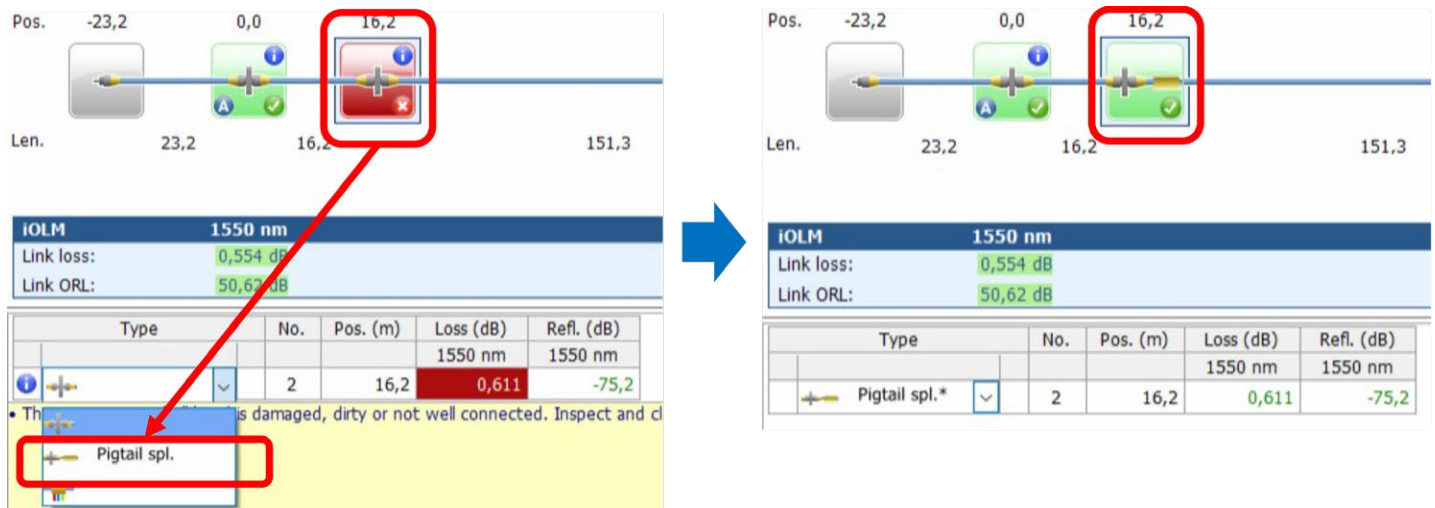 Pos. -23,2 0,0 16,2
A
Len. 23,2 16,2 151,3
iOLM 1550 nm
Link loss: 0,554 dB
Link ORL: 50,62 dB
Type No. Pos. (m) Loss (dB) Refl. (dB)
1550 nm 1550 nm
2 16,2 0,611 -75,2
• Th is damaged, dirty or not well connected. Inspect and cl
Pigtail spl.
Pos. -23,2 0,0 16,2
A
Len. 23,2 16,2 151,3
iOLM 1550 nm
Link loss: 0,554 dB
Link ORL: 50,62 dB
Type No. Pos. (m) Loss (dB) Refl. (dB)
1550 nm 1550 nm
Pigtail spl.* 2 16,2 0,611 -75,2